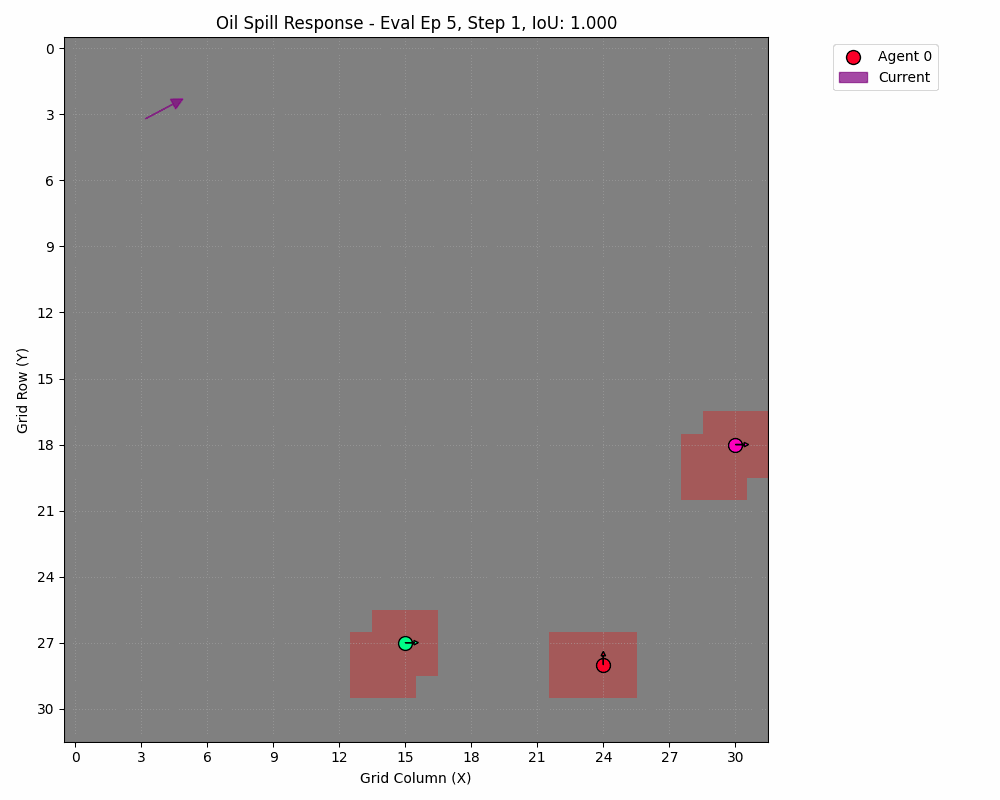 Oil Spill Response - Eval Ep 5, Step 1, IoU: 1.000
Agent 0
Current
Grid Row (Y)
0
3
6
9
12
15
18
21
24
27
30
0 3 6 9 12 15 18 21 24 27 30
Grid Column (X)